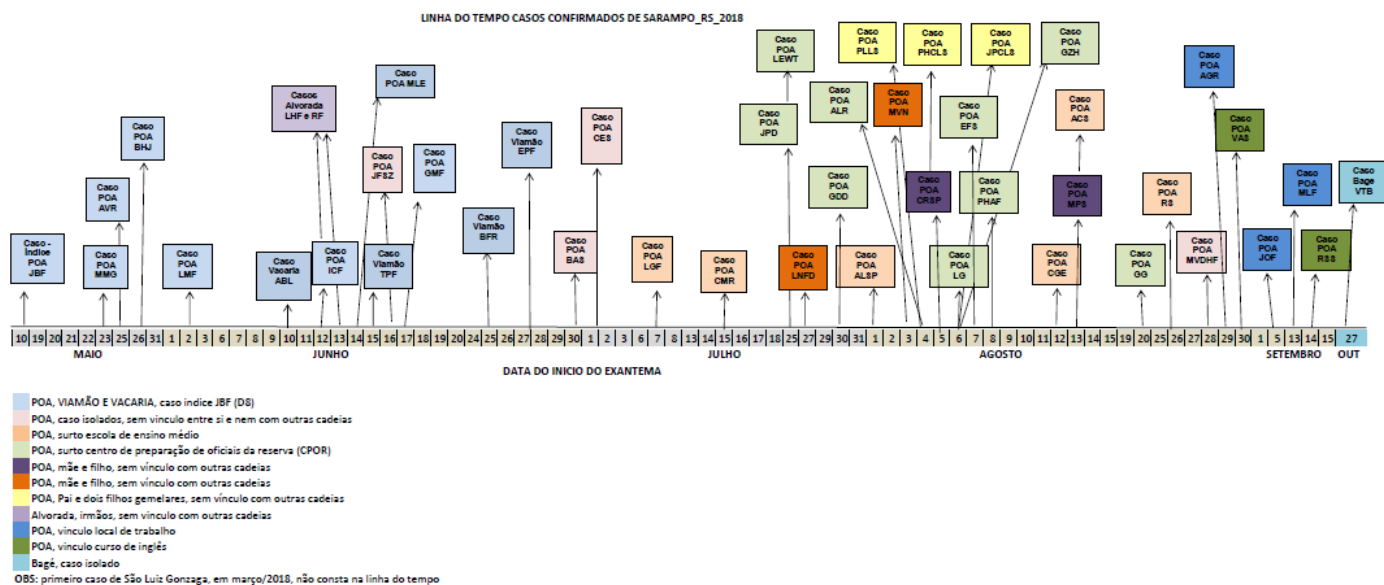 LINHA DO TEMPO CASOS CONFIRMADOS DE SARAMPO_RS_2018
Caso
POA
LEWT
Caso
POA
PLLS
Caso
POA
PHCLS
Caso
POA
JPCLS
Caso
POA
GZH
Caso
POA
AGR
Caso
POA MLE
Casos
Alvorada
LHF e RF
Caso
POA
MVN
Caso
POA
BHJ
Caso
POA
CES
Caso
POA
JPD
Caso
POA
ALR
Caso
POA
EFS
Caso
POA
ACS
Caso
POA
VAS
Caso
POA
JFSZ
Caso
POA
GMF
Caso
Viamão
EPF
Caso
POA
AVR
Caso
POA
GDD
Caso
POA
CRSP
Caso
POA
PHAF
Caso
POA
MPS
Caso
POA
RS
Caso
POA
MLF
Caso
Bage
VTB
Caso
Viamão
BFR
Caso -
Índice
POA
JBF
Caso
POA
MMG
Caso
POA
LMF
Caso
Vacaria
ABL
Caso
POA
ICF
Caso
Viamão
TPF
Caso
POA
BAS
Caso
POA
LGF
Caso
POA
CMR
Caso
POA
LNFD
Caso
POA
ALSP
Caso
POA
LG
Caso
POA
CGE
Caso
POA
GG
Caso
POA
MVDHF
Caso
POA
JOF
Caso
POA
RSS
10 19 20 21 22 23 25 26 31 1 2 3 5 6 7 8 9 10 11 12 13 14 15 16 17 18 19 23 24 25 26 27 28 29 30 1 2 3 5 6 7 8 13 14 15 16 17 18 25 27 29 30 31 1 2 3 4 5 6 7 8 9 10 11 12 13 14 15 19 20 25 26 27 28 29 30 1 5 13 14 15 27
MAIO JUNHO JULHO AGOSTO SETEMBRO OUT
DATA DO INICIO DO EXANTEMA
POA, VIAMÃO E VACARIA, caso indice JBF (D8)
POA, caso isolados, sem vinculo entre si e nem com outras cadeias
POA, surto escola de ensino médio
POA, surto centro de preparação de oficiais da reserva (CPOR)
POA, mãe e filho, sem vínculo com outras cadeias
POA, mãe e filho, sem vínculo com outras cadeias
POA, Pai e dois filhos gemelares, sem vínculo com outras cadeias
Alvorada, irmãos, sem vinculo com outras cadeias
POA, vinculo local de trabalho
POA, vinculo curso de inglês
Bagé, caso isolado
OBS: primeiro caso de São Luiz Gonzaga, em março/2018, não consta na linha do tempo